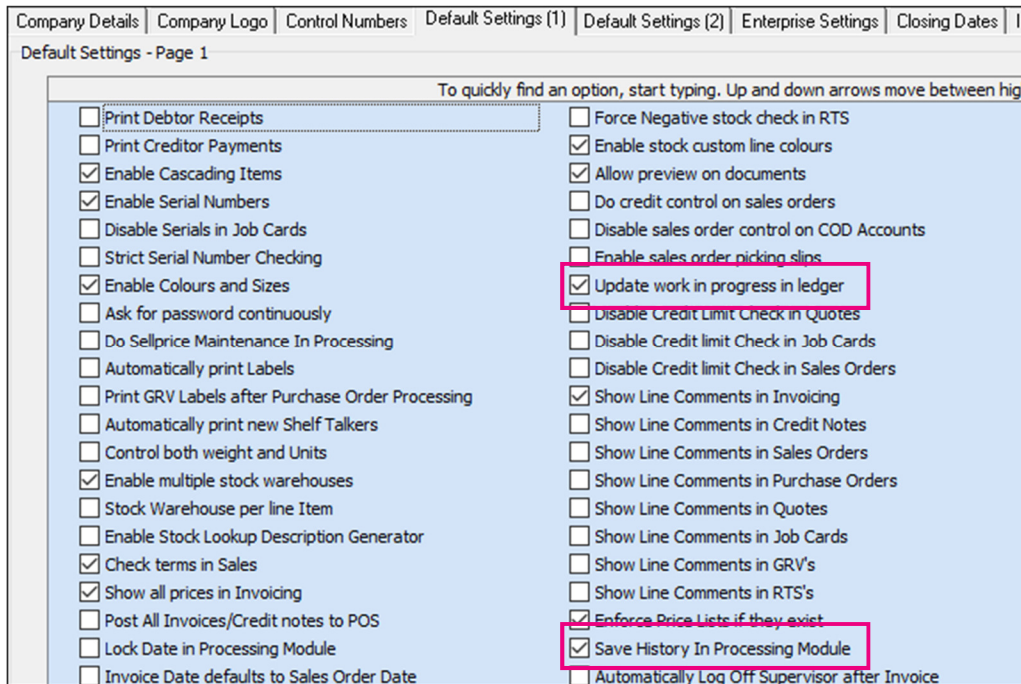 Company Details Company Logo Control Numbers Default Settings (1) Default Settings (2) Enterprise Settings Closing Dates
Default Settings - Page 1
To quickly find an option, start typing. Up and down arrows move between hig
Print Debtor Receipts
Print Creditor Payments
Enable Cascading Items
Enable Serial Numbers
Disable Serials in Job Cards
Strict Serial Number Checking
Enable Colours and Sizes
Ask for password continuously
Do Sellprice Maintenance In Processing
Automatically print Labels
Print GRV Labels after Purchase Order Processing
Automatically print new Shelf Talkers
Control both weight and Units
Enable multiple stock warehouses
Stock Warehouse per line Item
Enable Stock Lookup Description Generator
Check terms in Sales
Show all prices in Invoicing
Post All Invoices/Credit notes to POS
Lock Date in Processing Module
Invoice Date defaults to Sales Order Date
Force Negative stock check in RTS
Enable stock custom line colours
Allow preview on documents
Do credit control on sales orders
Disable sales order control on COD Accounts
Enable sales order picking slips
Update work in progress in ledger
Disable Credit Limit Check in Quotes
Disable Credit limit Check in Job Cards
Disable Credit limit Check in Sales Orders
Show Line Comments in Invoicing
Show Line Comments in Credit Notes
Show Line Comments in Sales Orders
Show Line Comments in Purchase Orders
Show Line Comments in Quotes
Show Line Comments in Job Cards
Show Line Comments in GRV's
Show Line Comments in RTS's
Enforce Price Lists if they exist
Save History In Processing Module
Automatically Log Off Supervisor after Invoice